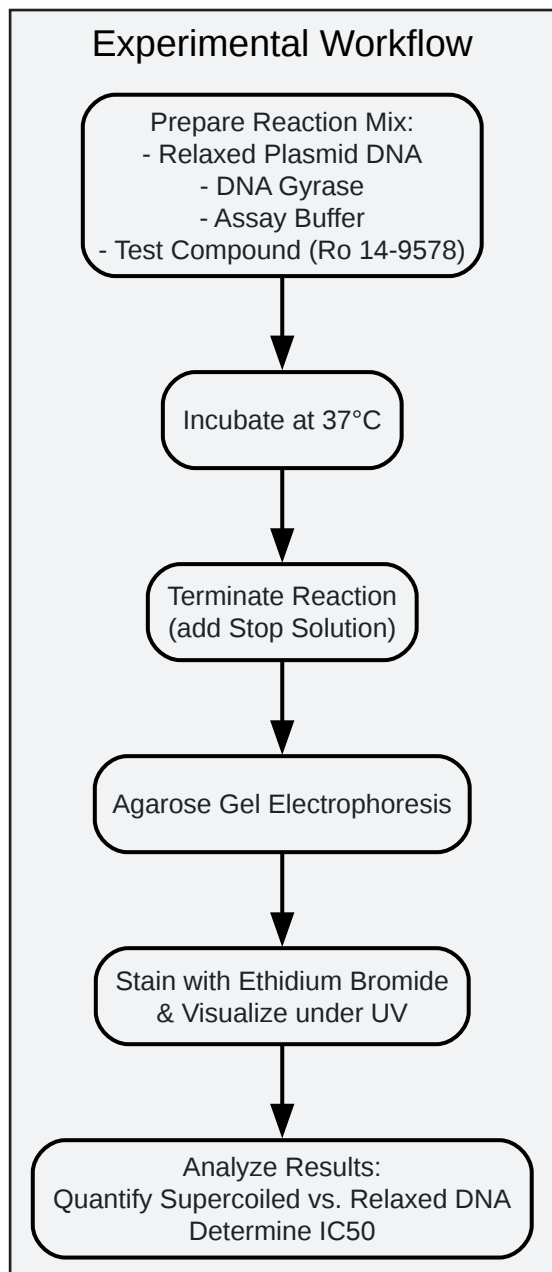 Experimental Workflow
Prepare Reaction Mix:
- Relaxed Plasmid DNA
- DNA Gyrase
- Assay Buffer
- Test Compound (Ro 14-9578)
Incubate at 37°C
Terminate Reaction
(add Stop Solution)
Agarose Gel Electrophoresis
Stain with Ethidium Bromide
& Visualize under UV
Analyze Results:
Quantify Supercoiled vs. Relaxed DNA
Determine IC50